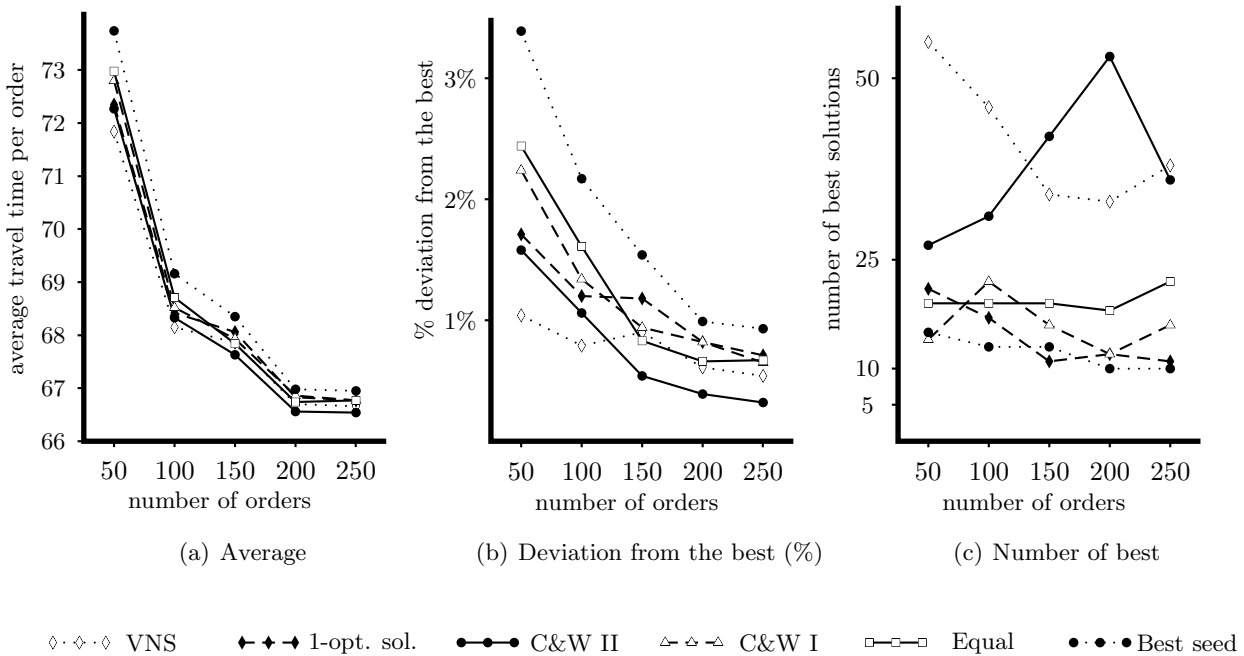 average travel time per order
73
72
71
70
69
68
67
66
50 100 150 200 250
number of orders
(a) Average
% deviation from the best
3%
2%
1%
50 100 150 200 250
number of orders
(b) Deviation from the best (%)
number of best solutions
50
25
10
5
50 100 150 200 250
number of orders
(c) Number of best
VNS 1-opt. sol. C&W II C&W I Equal Best seed